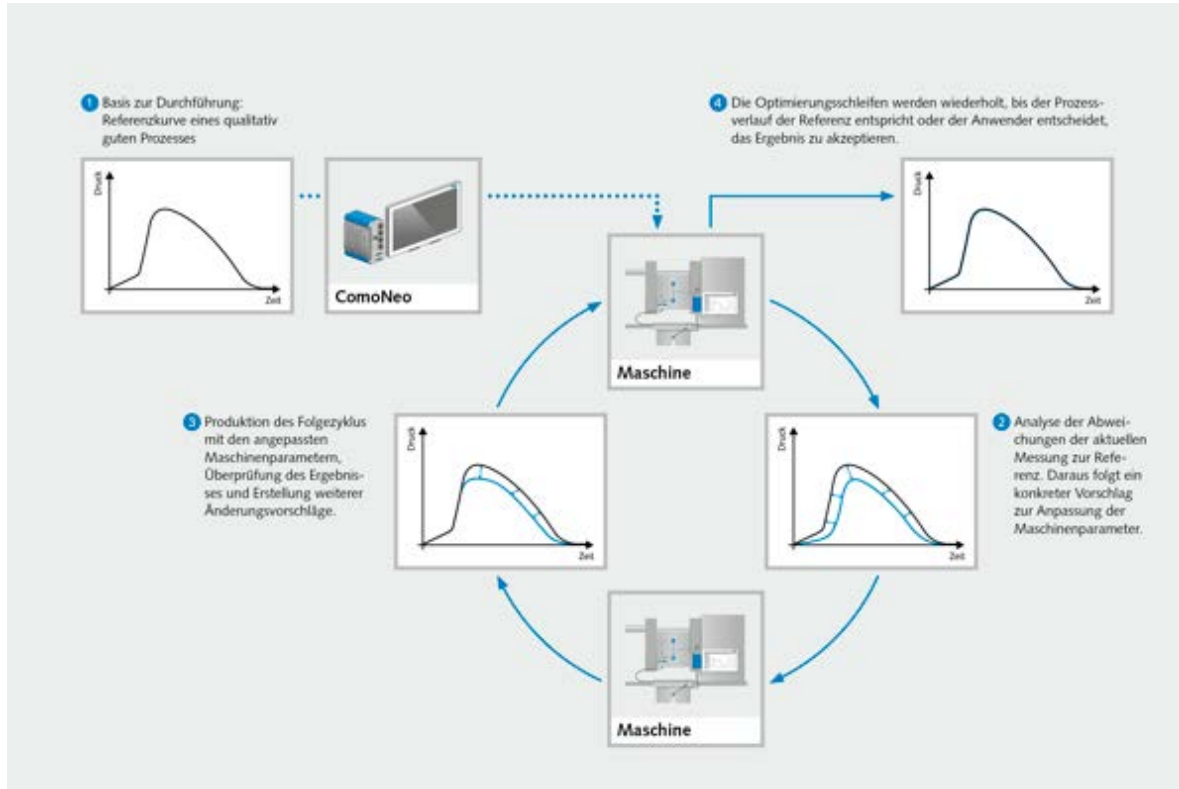 1 Basis zur Durchführung:
Referenzkurve eines qualitativ
guten Prozesses
Druck
Zeit
ComoNeo
4 Die Optimierungsschleifen werden wiederholt, bis der Prozess-
verlauf der Referenz entspricht oder der Anwender entscheidet,
das Ergebnis zu akzeptieren.
Druck
Zeit
Maschine
3 Produktion des Folgezyklus
mit den angepassten
Maschinenparametern,
Überprüfung des Ergebnis-
ses und Erstellung weiterer
Änderungsvorschläge.
Druck
Zeit
Druck
Zeit
2 Analyse der Abwei-
chungen der aktuellen
Messung zur Refe-
renz. Daraus folgt ein
konkreter Vorschlag
zur Anpassung der
Maschinenparameter.
Maschine